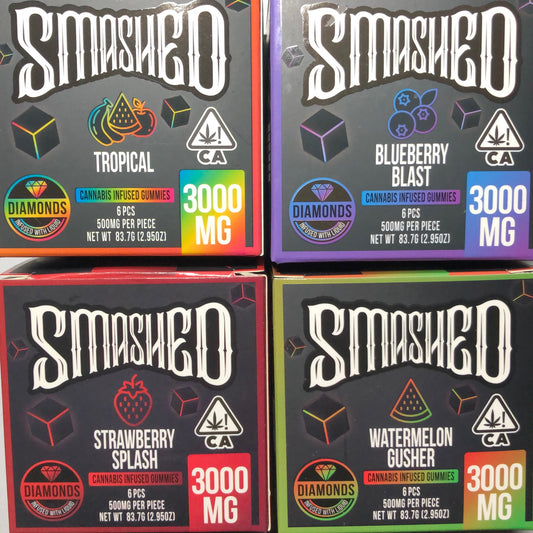 SMASHED
TROPICAL
CA
CANNABIS INFUSED GUMMIES
6 PCS
500MG PER PIECE
NET WT 83.7G (2.95OZ)
DIAMONDS
INFUSED WITH LIQUID
3000
MG
SMASHED
BLUEBERRY
BLAST
CA
CANNABIS INFUSED GUMMIES
6 PCS
500MG PER PIECE
NET WT 83.7G (2.95OZ)
DIAMONDS
INFUSED WITH LIQUID
3000
MG
SMASHED
STRAWBERRY
SPLASH
CA
CANNABIS INFUSED GUMMIES
6 PCS
500MG PER PIECE
NET WT 83.7G (2.95OZ)
DIAMONDS
INFUSED WITH LIQUID
3000
MG
SMASHED
WATERMELON
GUSHER
CA
CANNABIS INFUSED GUMMIES
6 PCS
500MG PER PIECE
NET WT 83.7G (2.95OZ)
DIAMONDS
INFUSED WITH LIQUID
3000
MG